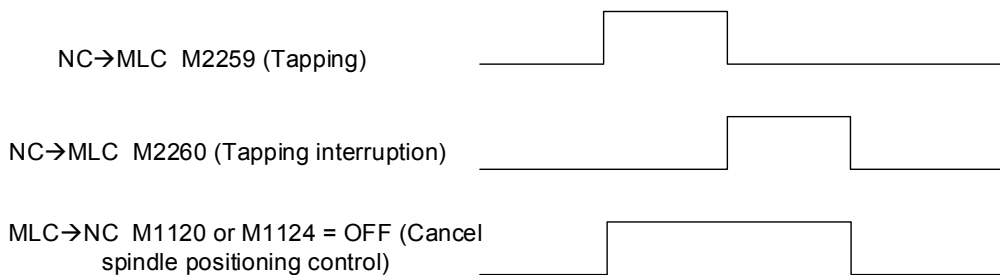 NC→MLC M2259 (Tapping)
NC→MLC M2260 (Tapping interruption)
MLC→NC M1120 or M1124 = OFF (Cancel
spindle positioning control)